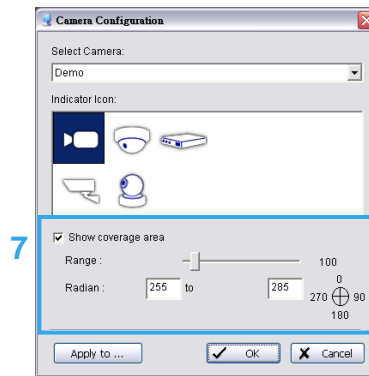 Camera Configuration
Select Camera:
Demo
Indicator Icon:
7
Show coverage area
Range :
100
Radian :
255 to 285
0
270 90
180
Apply to ...
OK
Cancel